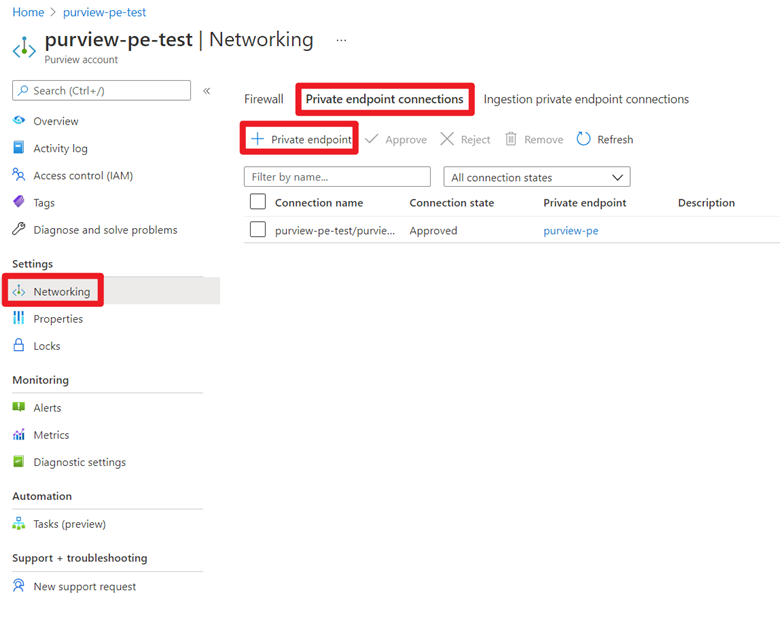 Home > purview-pe-test
purview-pe-test | Networking ...
Purview account
Search (Ctrl+/) «
Overview
Activity log
Access control (IAM)
Tags
Diagnose and solve problems
Settings
Networking
Properties
Locks
Monitoring
Alerts
Metrics
Diagnostic settings
Automation
Tasks (preview)
Support + troubleshooting
New support request
Firewall Private endpoint connections Ingestion private endpoint connections
+ Private endpoint Approve Reject Remove Refresh
Filter by name... All connection states
Connection name Connection state Private endpoint Description
purview-pe-test/purvie... Approved purview-pe